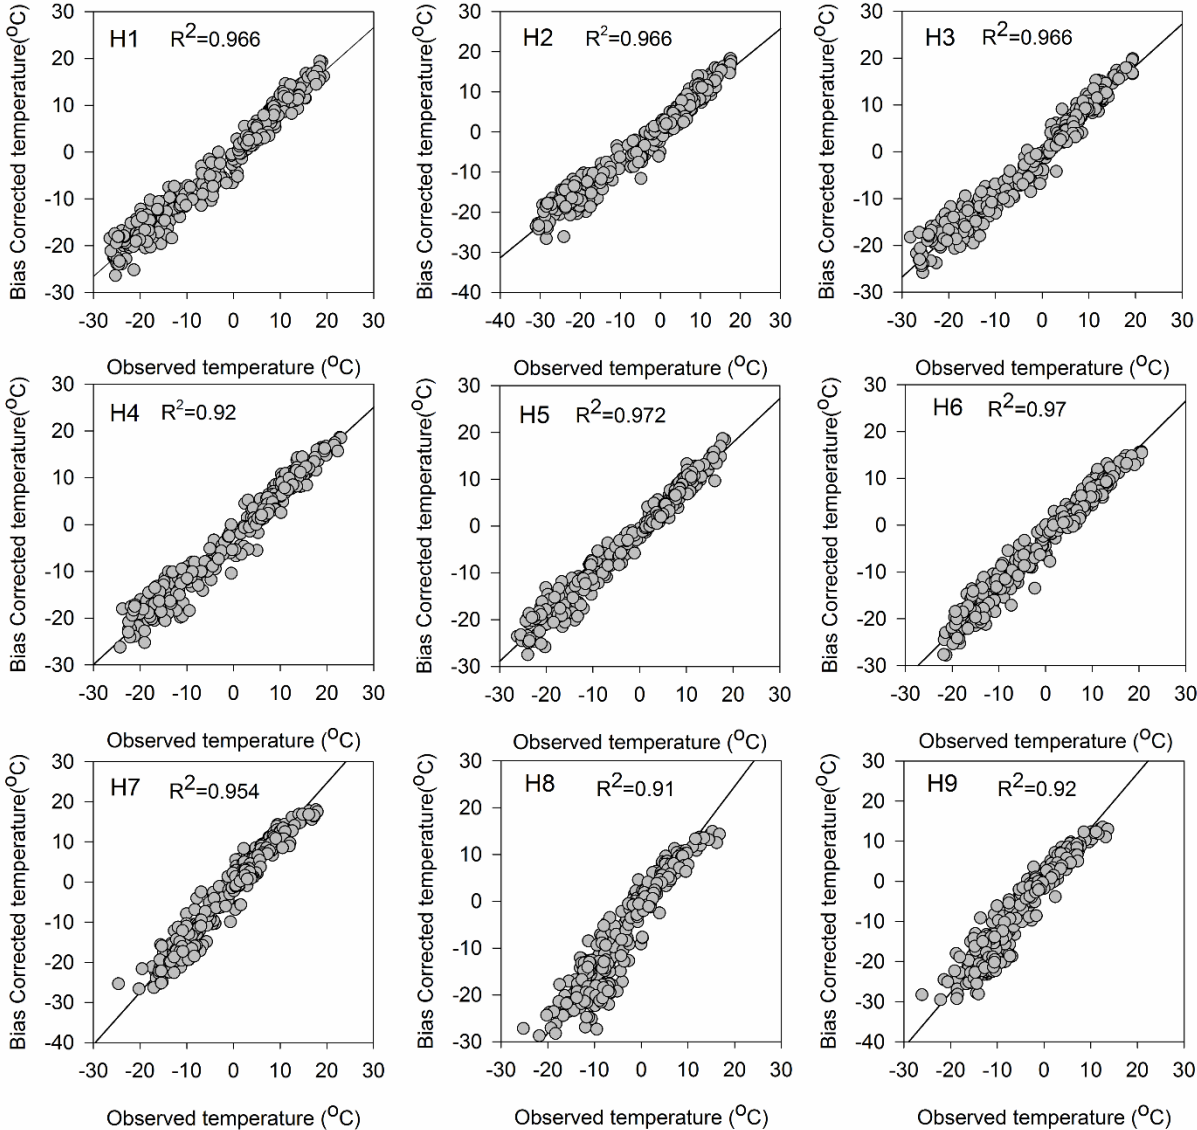 H1 R²=0.966
Bias Corrected temperature(ºC)
30
20
10
0
-10
-20
-30
-30 -20 -10 0 10 20 30
Observed temperature (ºC)
H2 R²=0.966
Bias Corrected temperature(ºC)
30
20
10
0
-10
-20
-30
-40
-40 -30 -20 -10 0 10 20 30
Observed temperature (ºC)
H3 R²=0.966
Bias Corrected temperature(ºC)
30
20
10
0
-10
-20
-30
-30 -20 -10 0 10 20 30
Observed temperature (ºC)
H4 R²=0.92
Bias Corrected temperature(ºC)
30
20
10
0
-10
-20
-30
-30 -20 -10 0 10 20 30
Observed temperature (ºC)
H5 R²=0.972
Bias Corrected temperature(ºC)
30
20
10
0
-10
-20
-30
-30 -20 -10 0 10 20 30
Observed temperature (ºC)
H6 R²=0.97
Bias Corrected temperature(ºC)
30
20
10
0
-10
-20
-30
-30 -20 -10 0 10 20 30
Observed temperature (ºC)
H7 R²=0.954
Bias Corrected temperature(ºC)
30
20
10
0
-10
-20
-30
-40
-30 -20 -10 0 10 20 30
Observed temperature (ºC)
H8 R²=0.91
Bias Corrected temperature(ºC)
30
20
10
0
-10
-20
-30
-30 -20 -10 0 10 20 30
Observed temperature (ºC)
H9 R²=0.92
Bias Corrected temperature(ºC)
30
20
10
0
-10
-20
-30
-40
-30 -20 -10 0 10 20 30
Observed temperature (ºC)